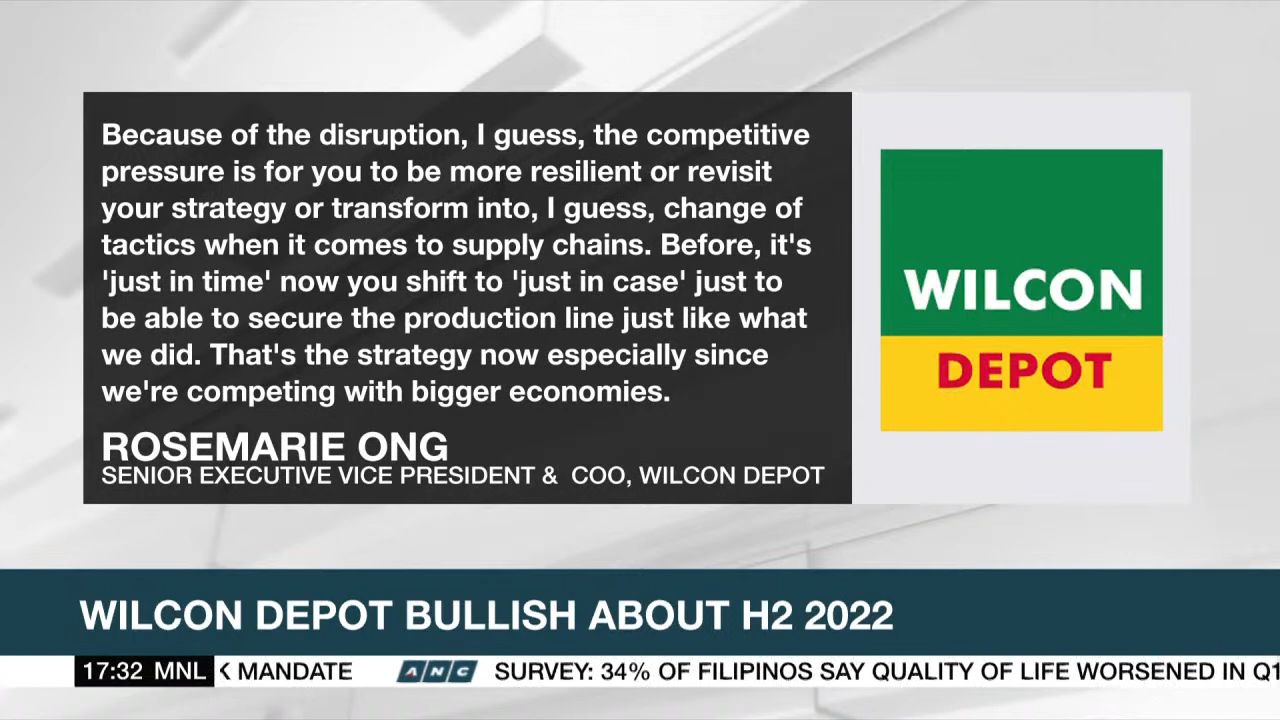 Because of the disruption, I guess, the competitive
pressure is for you to be more resilient or revisit
your strategy or transform into, I guess, change of
tactics when it comes to supply chains. Before, it's
'just in time' now you shift to 'just in case' just to
be able to secure the production line just like what
we did. That's the strategy now especially since
we're competing with bigger economies.
ROSEMARIE ONG
SENIOR EXECUTIVE VICE PRESIDENT & COO, WILCON DEPOT
WILCON
DEPOT
WILCON DEPOT BULLISH ABOUT H2 2022
17:32 MNL MANDATE ANC SURVEY: 34% OF FILIPINOS SAY QUALITY OF LIFE WORSENED IN Q1